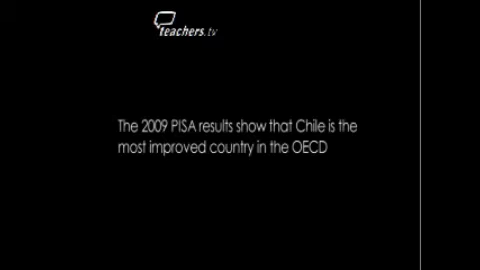 teachers.tv
The 2009 PISA results show that Chile is the
most improved country in the OECD